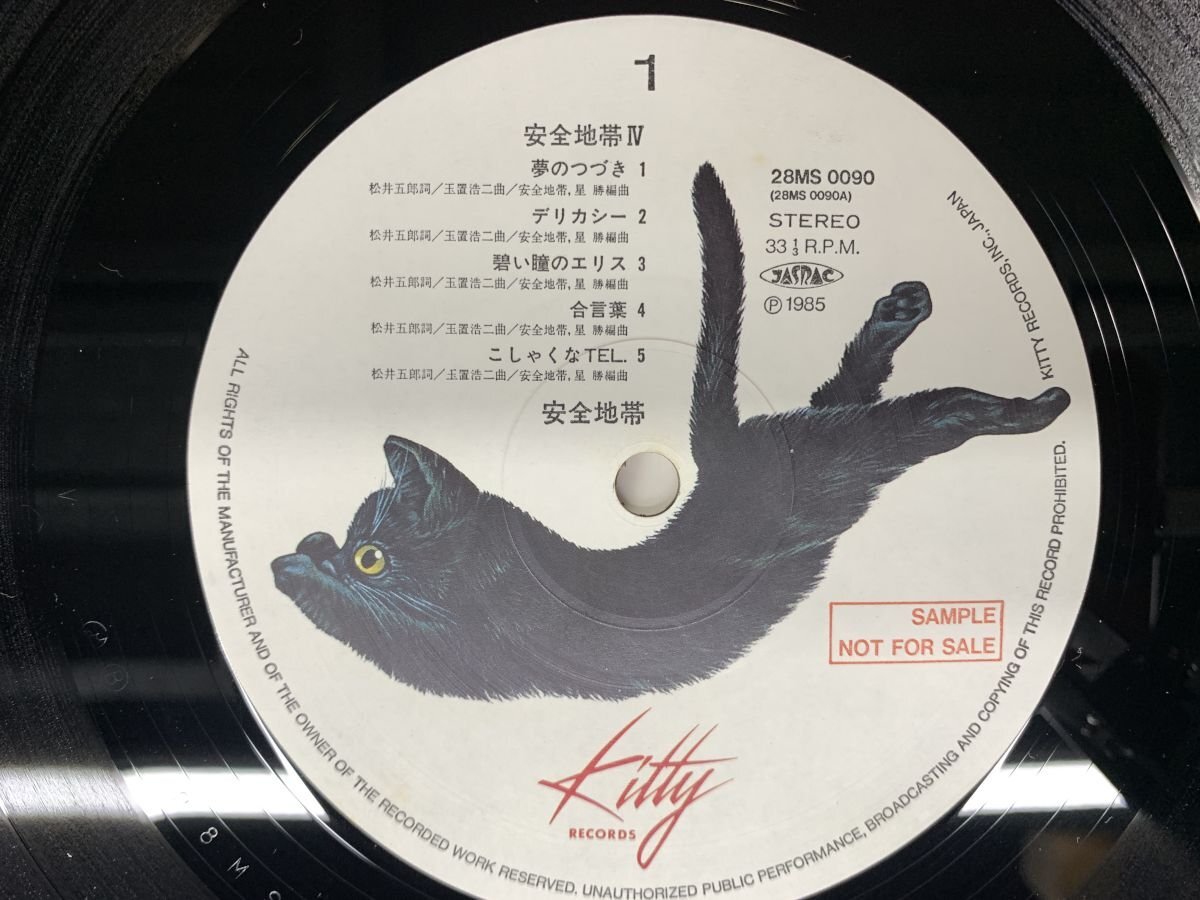 1
安全地帯Ⅳ
夢のつづき 1
松井五郎詞/玉置浩二曲/安全地帯, 星 勝編曲
デリカシー 2
松井五郎詞/玉置浩二曲/安全地帯, 星 勝編曲
碧い瞳のエリス 3
松井五郎詞/玉置浩二曲/安全地帯, 星 勝編曲
合言葉 4
松井五郎詞/玉置浩二曲/安全地帯, 星 勝編曲
こしゃくなTEL. 5
松井五郎詞/玉置浩二曲/安全地帯, 星 勝編曲
安全地帯
28MS 0090
(28MS 0090A)
STEREO
33 1/3 R.P.M.
JASRAC
Ⓟ 1985
SAMPLE
NOT FOR SALE
Kitty
RECORDS
ALL RIGHTS OF THE MANUFACTURER AND OF THE OWNER OF THE RECORDED WORK RESERVED. UNAUTHORIZED PUBLIC PERFORMANCE, BROADCASTING AND COPYING OF THIS RECORD PROHIBITED.
KITTY RECORDS, INC., JAPAN